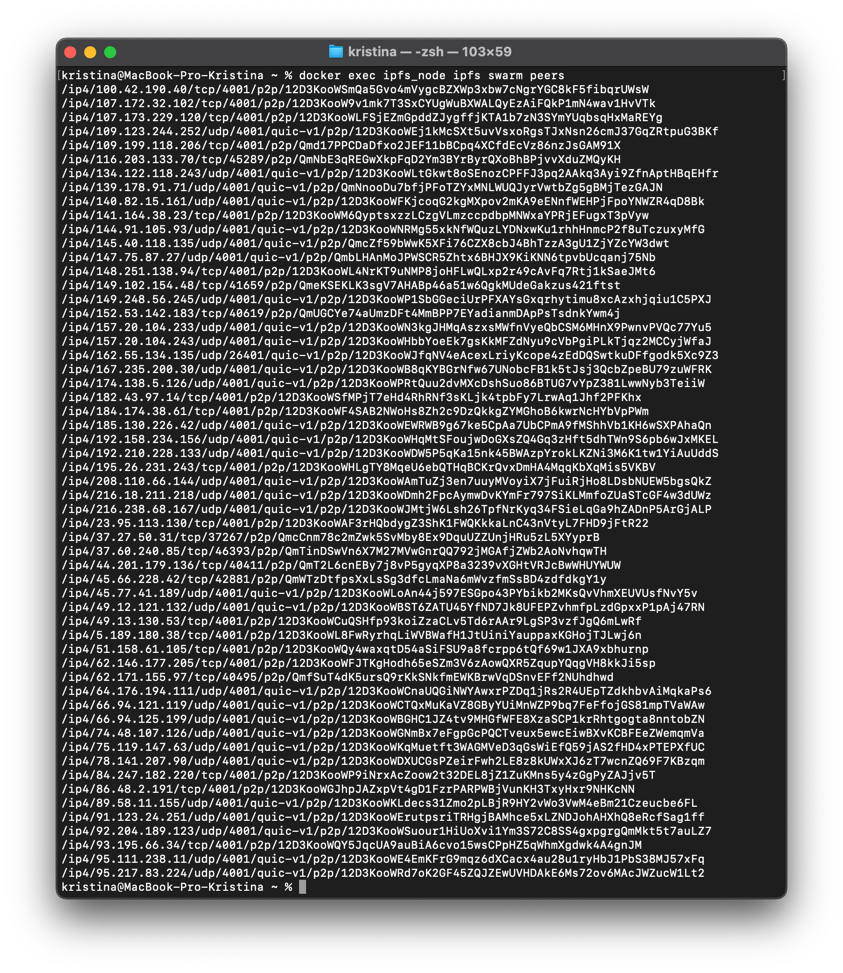 kristina — -zsh — 103×59
[kristina@MacBook-Pro-Kristina ~ % docker exec ipfs_node ipfs swarm peers ]
/ip4/100.42.190.40/tcp/4001/p2p/12D3KooWSmQa5Gvo4mVygcBZXWp3xbw7cNgrYGC8kF5fibqrUWsW
/ip4/107.172.32.102/tcp/4001/p2p/12D3KooW9v1mk7T3SxCYUgWuBXWALQyEzAiFQkP1mN4wav1HvVTk
/ip4/107.173.229.120/tcp/4001/p2p/12D3KooWLFSjEZmGpddZJygffjKTA1b7zN3SYmYUqbsqHxMaREYg
/ip4/109.123.244.252/udp/4001/quic-v1/p2p/12D3KooWEj1kMcSXt5uvVsxoRgsTJxNsn26cmJ37GqZRtpuG3BKf
/ip4/109.199.118.206/tcp/4001/p2p/Qmd17PPCDaDfxo2JEF11bBCpq4XCfdEcVz86nzJsGAM91X
/ip4/116.203.133.70/tcp/45289/p2p/QmNbE3qREGwXkpFqD2Ym3BYrByrQXoBhBPjvvXduZMQyKH
/ip4/134.122.118.243/udp/4001/quic-v1/p2p/12D3KooWLtGkwt8oSEnozCPFFJ3pq2AAkq3Ayi9ZfnAptHBqEHfr
/ip4/139.178.91.71/udp/4001/quic-v1/p2p/QmNnooDu7bfjPFoTZYxMNLWUQJyrVwtbZg5gBMjTezGAJN
/ip4/140.82.15.161/udp/4001/quic-v1/p2p/12D3KooWFKjcoqG2kgMXpov2mKA9eENnfWEHPjFpoYNWZR4qD8Bk
/ip4/141.164.38.23/tcp/4001/p2p/12D3KooWM6QyptsxzzLCzgVLmzccpdbpMNWxaYPRjEFugxT3pVyw
/ip4/144.91.105.93/udp/4001/quic-v1/p2p/12D3KooWNRMg55xkNfWQuzLYDNxwKu1rhhHnmcP2f8uTczuxyMfG
/ip4/145.40.118.135/udp/4001/quic-v1/p2p/QmcZf59bWwK5XFi76CZX8cbJ4BhTzzA3gU1ZjYZcYW3dwt
/ip4/147.75.87.27/udp/4001/quic-v1/p2p/QmbLHAnMoJPWSCR5Zhtx6BHJX9KiKNN6tpvbUcqanj75Nb
/ip4/148.251.138.94/tcp/4001/p2p/12D3KooWL4NrKT9uNMP8joHFLwQLxp2r49cAvFq7Rtj1kSaeJMt6
/ip4/149.102.154.48/tcp/41659/p2p/QmeKSEKLK3sgV7AHABp46a51w6QgkMUdeGakzus421ftst
/ip4/149.248.56.245/udp/4001/quic-v1/p2p/12D3KooWP1SbGGeciUrPFXAYsGxqrhytimu8xcAzxhjqiu1C5PXJ
/ip4/152.53.142.183/tcp/40619/p2p/QmUGCYe74aUmzDFt4MmBPP7EYadianmDApPsTsdnkYwm4j
/ip4/157.20.104.233/udp/4001/quic-v1/p2p/12D3KooWN3kgJHMqAszxsMWfnVyeQbCSM6MHnX9PwnvPVQc77Yu5
/ip4/157.20.104.243/udp/4001/quic-v1/p2p/12D3KooWHbbYoeEk7gsKkMFZdNyu9cVbPgiPLkTjqz2MCCyjWfaJ
/ip4/162.55.134.135/udp/26401/quic-v1/p2p/12D3KooWJfqNV4eAcexLriyKcope4zEdDQSwtkuDFfgodk5Xc9Z3
/ip4/167.235.200.30/udp/4001/quic-v1/p2p/12D3KooWB8qKYBGrNfw67UNobcFB1k5tJsj3QcbZpeBU79zuWFRK
/ip4/174.138.5.126/udp/4001/quic-v1/p2p/12D3KooWPRtQuu2dvMXcDshSuo86BTUG7vYpZ381LwwNyb3TeiiW
/ip4/182.43.97.14/tcp/4001/p2p/12D3KooWSfMPjT7eHd4RhRNf3sKLjk4tpbFy7LrwAq1Jhf2PFKhx
/ip4/184.174.38.61/tcp/4001/p2p/12D3KooWF4SAB2NWoHs8Zh2c9DzQkkgZYMGhoB6kwrNcHYbVpPWm
/ip4/185.130.226.42/udp/4001/quic-v1/p2p/12D3KooWEWRWB9g67ke5CpAa7UbCPmA9fMShhVb1KH6wSXPAhaQn
/ip4/192.158.234.156/udp/4001/quic-v1/p2p/12D3KooWHqMtSFoujwDoGXsZQ4Gq3zHft5dhTWn9S6pb6wJxMKEL
/ip4/192.210.228.133/udp/4001/quic-v1/p2p/12D3KooWDW5P5qKa15nk45BWAzpYrokLKZNi3M6K1tw1YiAuUddS
/ip4/195.26.231.243/tcp/4001/p2p/12D3KooWHLgTY8MqeU6ebQTHqBCKrQvxDmHA4MqqKbXqMis5VKBV
/ip4/208.110.66.144/udp/4001/quic-v1/p2p/12D3KooWAmTuZj3en7uuyMVoyiX7jFuiRjHo8LDsbNUEW5bgsQkZ
/ip4/216.18.211.218/udp/4001/quic-v1/p2p/12D3KooWDmh2FpcAymwDvKYmFr797SiKLMmfoZUaSTcGF4w3dUWz
/ip4/216.238.68.167/udp/4001/quic-v1/p2p/12D3KooWJMtjW6Lsh26TpfNrKyq34FSieLqGa9hZADnP5ArGjALP
/ip4/23.95.113.130/tcp/4001/p2p/12D3KooWAF3rHQbdygZ3ShK1FWQKkkaLnC43nVtyL7FHD9jFtR22
/ip4/37.27.50.31/tcp/37267/p2p/QmcCnm78c2mZwk5SvMby8Ex9DquUZZUnjHRu5zL5XYyprB
/ip4/37.60.240.85/tcp/46393/p2p/QmTinDSwVn6X7M27MVwGnrQQ792jMGAfjZWb2AoNvhqwTH
/ip4/44.201.179.136/tcp/40411/p2p/QmT2L6cnEBy7j8vP5gyqXP8a3239vXGHtVRJcBwWHUYWUW
/ip4/45.66.228.42/tcp/42881/p2p/QmWTzDtfpsXxLsSg3dfcLmaNa6mWvzfmSsBD4zdfdkgY1y
/ip4/45.77.41.189/udp/4001/quic-v1/p2p/12D3KooWLoAn44j597ESGpo43PYbikb2MKsQvVhmXEUVUsfNvY5v
/ip4/49.12.121.132/udp/4001/quic-v1/p2p/12D3KooWBST6ZATU45YfND7Jk8UFEPZvhmfpLzdGpxxP1pAj47RN
/ip4/49.13.130.53/tcp/4001/p2p/12D3KooWCuQSHfp93koiZzaCLv5Td6rAAr9LgSP3vzfJgQ6mLwRf
/ip4/5.189.180.38/tcp/4001/p2p/12D3KooWL8FwRyrhqLiWVBWafH1JtUiniYauppaxKGHojTJLwj6n
/ip4/51.158.61.105/tcp/4001/p2p/12D3KooWQy4waxqtD54aSiFSU9a8fcrpp6tQf69w1JXA9xbhurnp
/ip4/62.146.177.205/tcp/4001/p2p/12D3KooWFJTKgHodh65eSZm3V6zAowQXR5ZqupYQqgVH8kkJi5sp
/ip4/62.171.155.97/tcp/40495/p2p/QmfSuT4dK5ursQ9rKkSNkfmEWKBrwVqDSnvEFf2NUhdhwd
/ip4/64.176.194.111/udp/4001/quic-v1/p2p/12D3KooWCnaUQGiNWYAwxrPZDq1jRs2R4UEpTZdkhbvAiMqkaPs6
/ip4/66.94.121.119/udp/4001/quic-v1/p2p/12D3KooWCTQxMuKaVZ8GByYUiMnWZP9bq7FeFfojGS81mpTVaWAw
/ip4/66.94.125.199/udp/4001/quic-v1/p2p/12D3KooWBGHC1JZ4tv9MHGfWFE8XzaSCP1krRhtgogta8nntobZN
/ip4/74.48.107.126/udp/4001/quic-v1/p2p/12D3KooWGNmBx7eFgpGcPQCTveux5ewcEiwBXvKCBFEeZWemqmVa
/ip4/75.119.147.63/udp/4001/quic-v1/p2p/12D3KooWKqMuetft3WAGMVeD3qGsWiEfQ59jAS2fHD4xPTEPXfUC
/ip4/78.141.207.90/udp/4001/quic-v1/p2p/12D3KooWDXUCGsPZeirFwh2LE8z8kUWxXJ6zT7wcnZQ69F7KBzqm
/ip4/84.247.182.220/tcp/4001/p2p/12D3KooWP9iNrxAcZoow2t32DEL8jZ1ZuKMns5y4zGgPyZAJjv5T
/ip4/86.48.2.191/tcp/4001/p2p/12D3KooWGJhpJAZxpVt4gD1FzrPARPWBjVunKH3TxyHxr9NHKcNN
/ip4/89.58.11.155/udp/4001/quic-v1/p2p/12D3KooWKLdecs31Zmo2pLBjR9HY2vWo3VwM4eBm21Czeucbe6FL
/ip4/91.123.24.251/udp/4001/quic-v1/p2p/12D3KooWErutpsriTRHgjBAMhce5xLZNDJohAHXhQ8eRcfSag1ff
/ip4/92.204.189.123/udp/4001/quic-v1/p2p/12D3KooWSuour1HiUoXvi1Ym3S72C8SS4gxpgrgQmMkt5t7auLZ7
/ip4/93.195.66.34/tcp/4001/p2p/12D3KooWQY5JqcUA9auBiA6cvo15wsCPpHZ5qWhmXgdwk4A4gnJM
/ip4/95.111.238.11/udp/4001/quic-v1/p2p/12D3KooWE4EmKFrG9mqz6dXCacx4au28u1ryHbJ1PbS38MJ57xFq
/ip4/95.217.83.224/udp/4001/quic-v1/p2p/12D3KooWRd7oK2GF45ZQJZEwUVHDAkE6Ms72ov6MAcJWZucW1Lt2
kristina@MacBook-Pro-Kristina ~ %